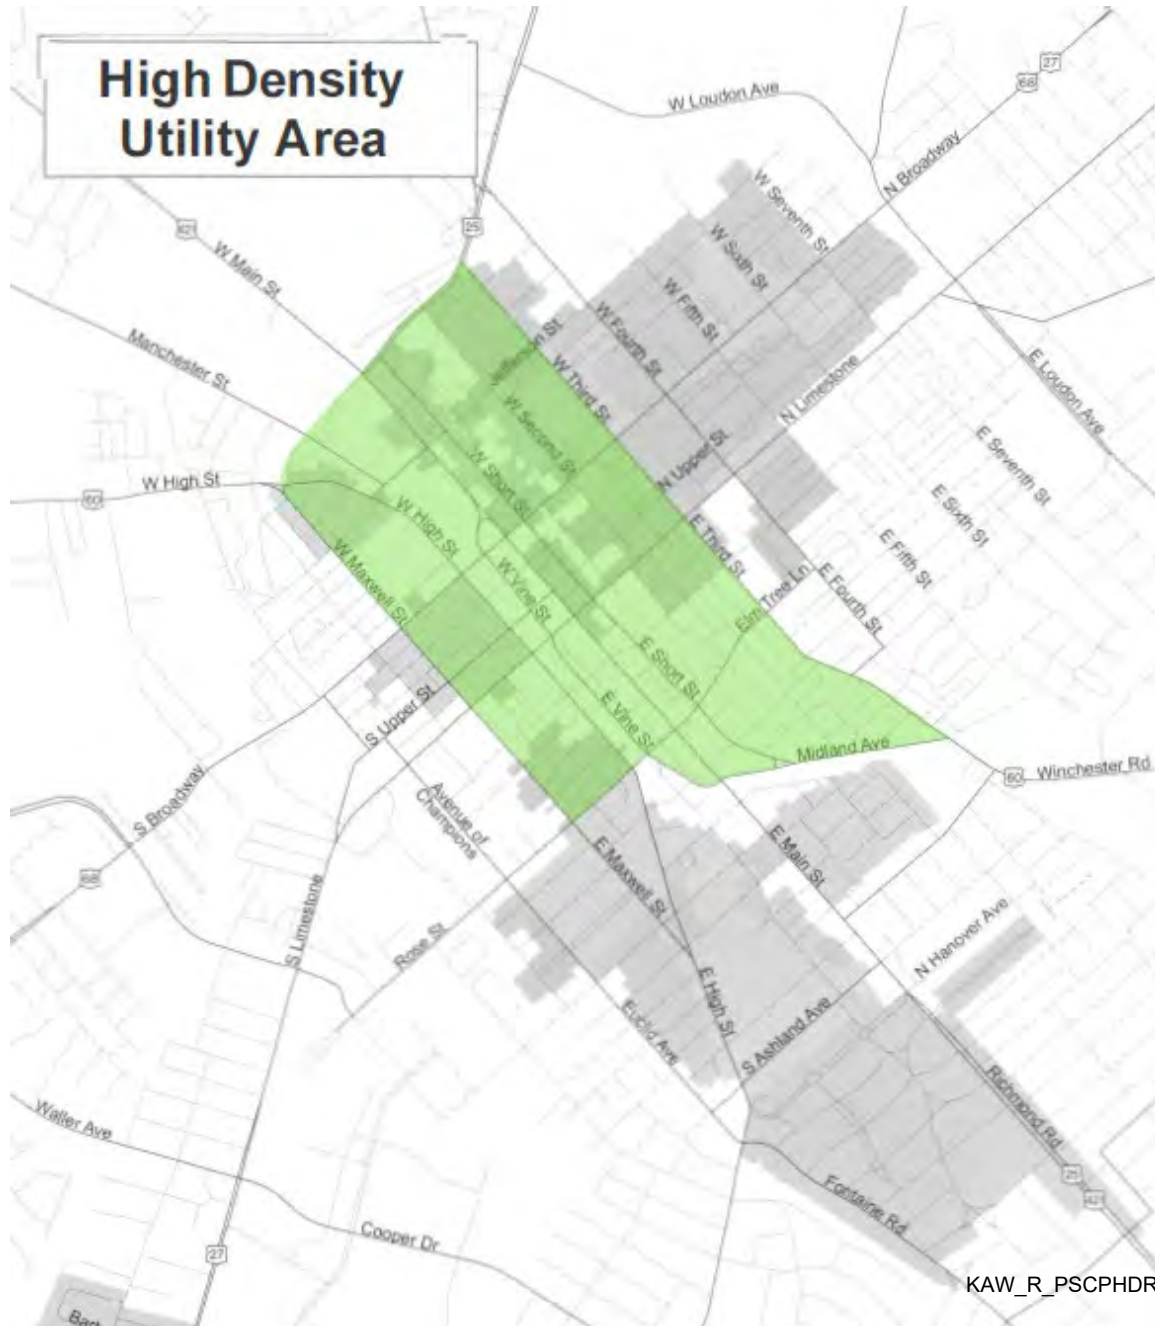 High Density
Utility Area
27
68
W Loudon Ave
N Broadway
W Seventh St
25
421
W Main St
W Sixth St
W Fifth St
W Fourth St
Manchester St
Jefferson St
W Third St
E Loudon Ave
N Limestone
W Second St
N Upper St
E Seventh St
W High St
60
W Short St
W High St
E Sixth St
E Third St
E Fifth St
W Maxwell St
W Vine St
Elm Tree Ln
E Fourth St
E Short St
S Upper St
E Vine St
Midland Ave
60
Winchester Rd
S Broadway
Avenue of
Champions
E Main St
68
E Maxwell St
S Limestone
Rose St
N Hanover Ave
E High St
Euclid Ave
S Ashland Ave
Richmond Rd
Waller Ave
25
421
Fontaine Rd
Cooper Dr
27
KAW_R_PSCPHDR